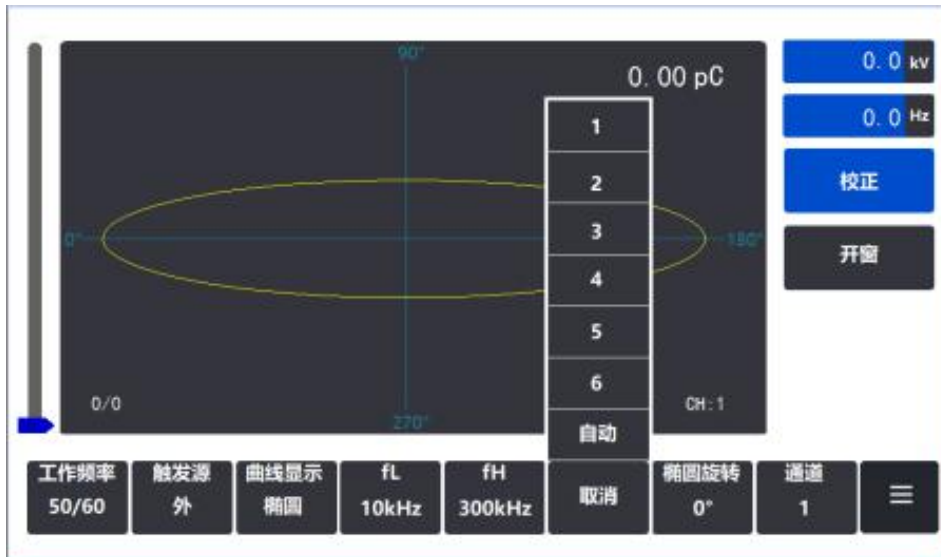 90°
0.00 pC
0.0 kV
0.0 Hz
校正
开窗
1
2
3
4
5
6
自动
取消
0°
180°
270°
0/0
CH:1
工作频率
50/60
触发源
外
曲线显示
椭圆
fL
10kHz
fH
300kHz
椭圆旋转
0°
通道
1